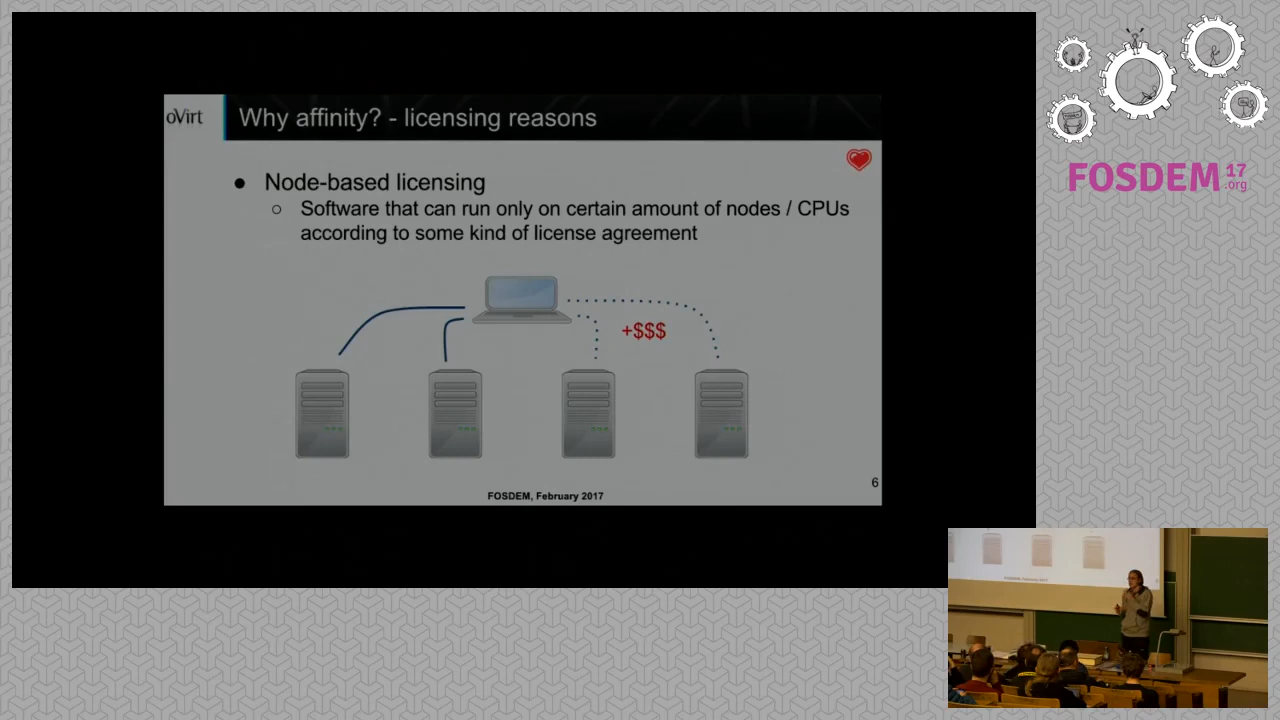 oVirt
Why affinity? - licensing reasons
● Node-based licensing
○ Software that can run only on certain amount of nodes / CPUs
according to some kind of license agreement
+$$$
6
FOSDEM, February 2017
FOSDEM 17
.org